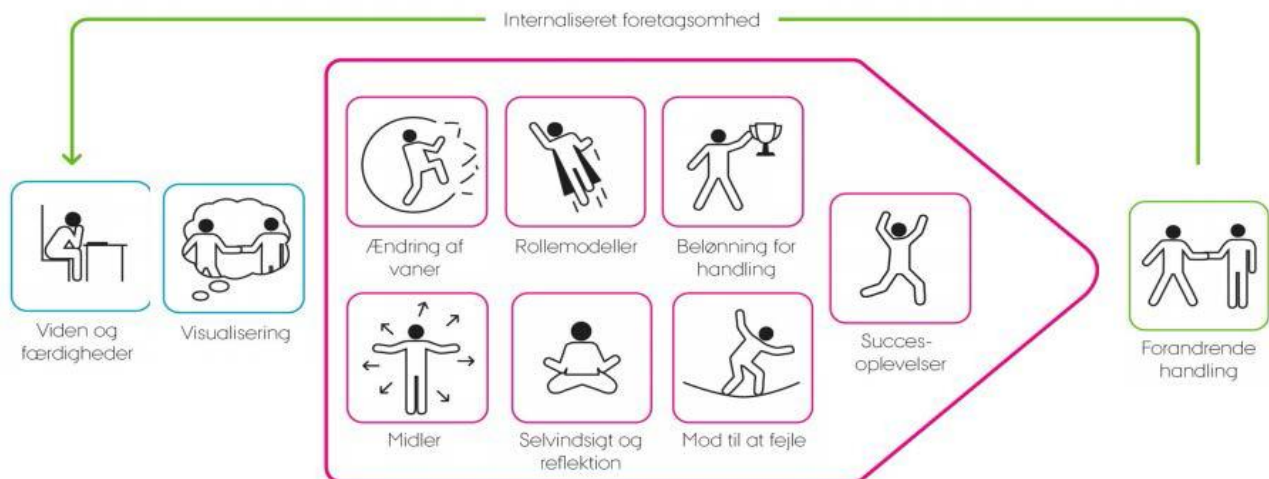 Internaliseret foretagsomhed
Viden og
færdigheder
Visualisering
Ændring af
vaner
Rollemodeller
Belønning for
handling
Midler
Selvindsigt og
reflektion
Mod til at fejle
Succes-
oplevelser
Forandrende
handling